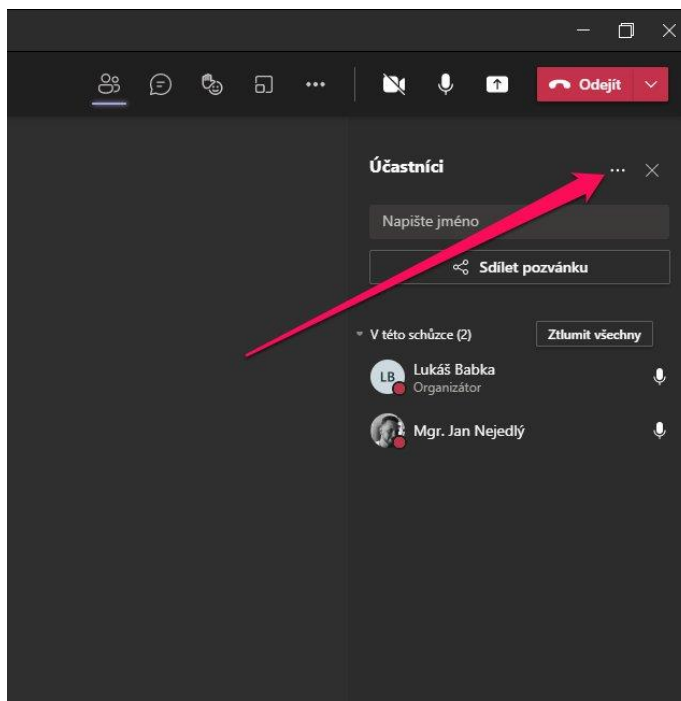 Odejít
Účastníci
Napište jméno
Sdílet pozvánku
V této schůzce (2)
Ztlumit všechny
LB
Lukáš Babka
Organizátor
Mgr. Jan Nejedlý